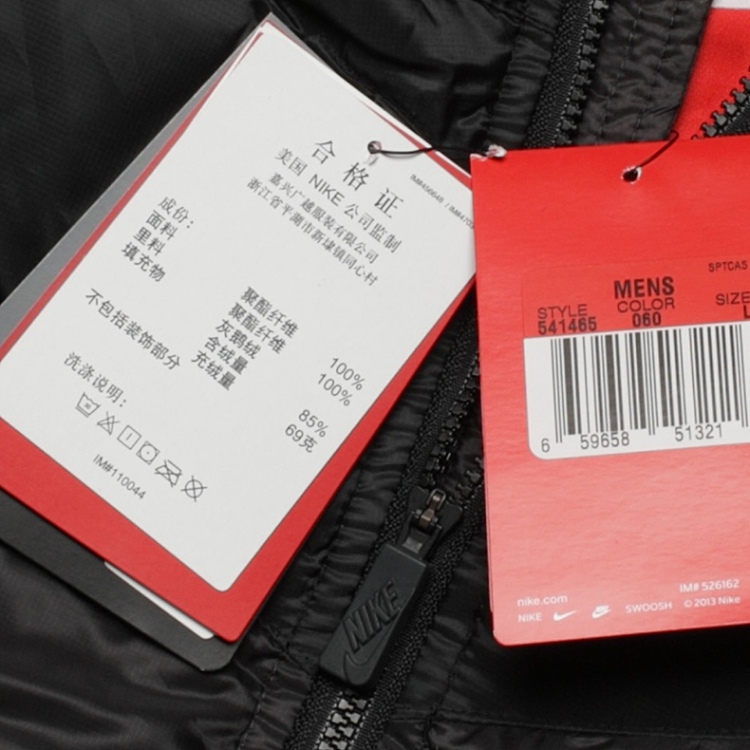 合格证
美国 NIKE 公司监制
嘉兴广越服装有限公司
浙江省平湖市新埭镇同心村
成份:
面料 聚酯纤维 100%
里料 聚酯纤维 100%
填充物 灰鹅绒
含绒量 85%
充绒量 69克
不包括装饰部分
洗涤说明:
IM#110044
SPTCAS
MENS
STYLE COLOR SIZE
541465 060 L
6 59658 51321
nike.com
NIKE SWOOSH
IM# 526162
© 2013 Nike
NIKE